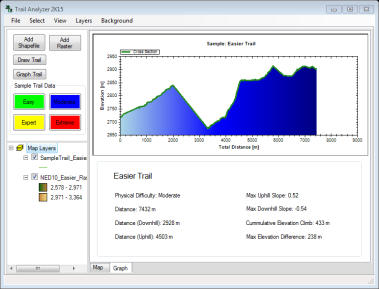 Trail Analyzer 2K15
File Select View Layers Background
Add Shapefile
Add Raster
Draw Trail
Graph Trail
Sample Trail Data
Easy
Expert
Extreme
Map Layers
SampleTrail_Easie
NED10_Easier_Ras
2,578 - 2,971
2,971 - 3,364
Sample: Easier Trail
Cross Section
Elevation [m]
2950
2900
2850
2800
2750
2700
2650
0 1000 2000 3000 4000 5000 6000 7000 8000 9000
Total Distance [m]
Easier Trail
Physical Difficulty: Moderate
Distance: 7432 m
Distance (Downhill): 2928 m
Distance (Uphill): 4503 m
Max Uphill Slope: 0.52
Max Downhill Slope: -0.54
Cummulative Elevation Climb: 433 m
Max Elevation Difference: 238 m
Map Graph